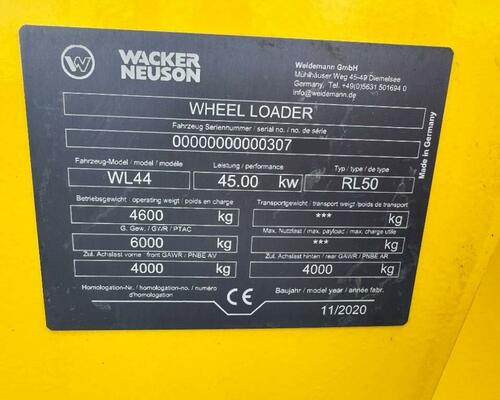 W
WACKER
NEUSON
Weidemann GmbH
Mühlhäuser Weg 45-49 Diemelsee
Germany, Tel. +49(0)5631 501694 0
info@weidemann.de
WHEEL LOADER
Fahrzeug Seriennummer / serial no. / no. de série
00000000000307
Made in Germany
Fahrzeug-Model / model / modéle Leistung / performance Typ / type / de type
WL44 45.00 kw RL50
Betriebsgewicht / operating weigt / poids en charge Transportgewicht / transport weigt / poids de transport
4600 kg *** kg
G. Gew. / GVR / PTAC Max. Nutzlast / max. payload / max. charge utile
6000 kg *** kg
Zul. Achslast vorne / front GAWR / PNBE AV Zul. Achslast hinten / rear GAWR / PNBE AR
4000 kg 4000 kg
Homologation-Nr. / homologation-no. / numéro
d'homologation
CE
Baujahr / model year / année fabr.
11/2020